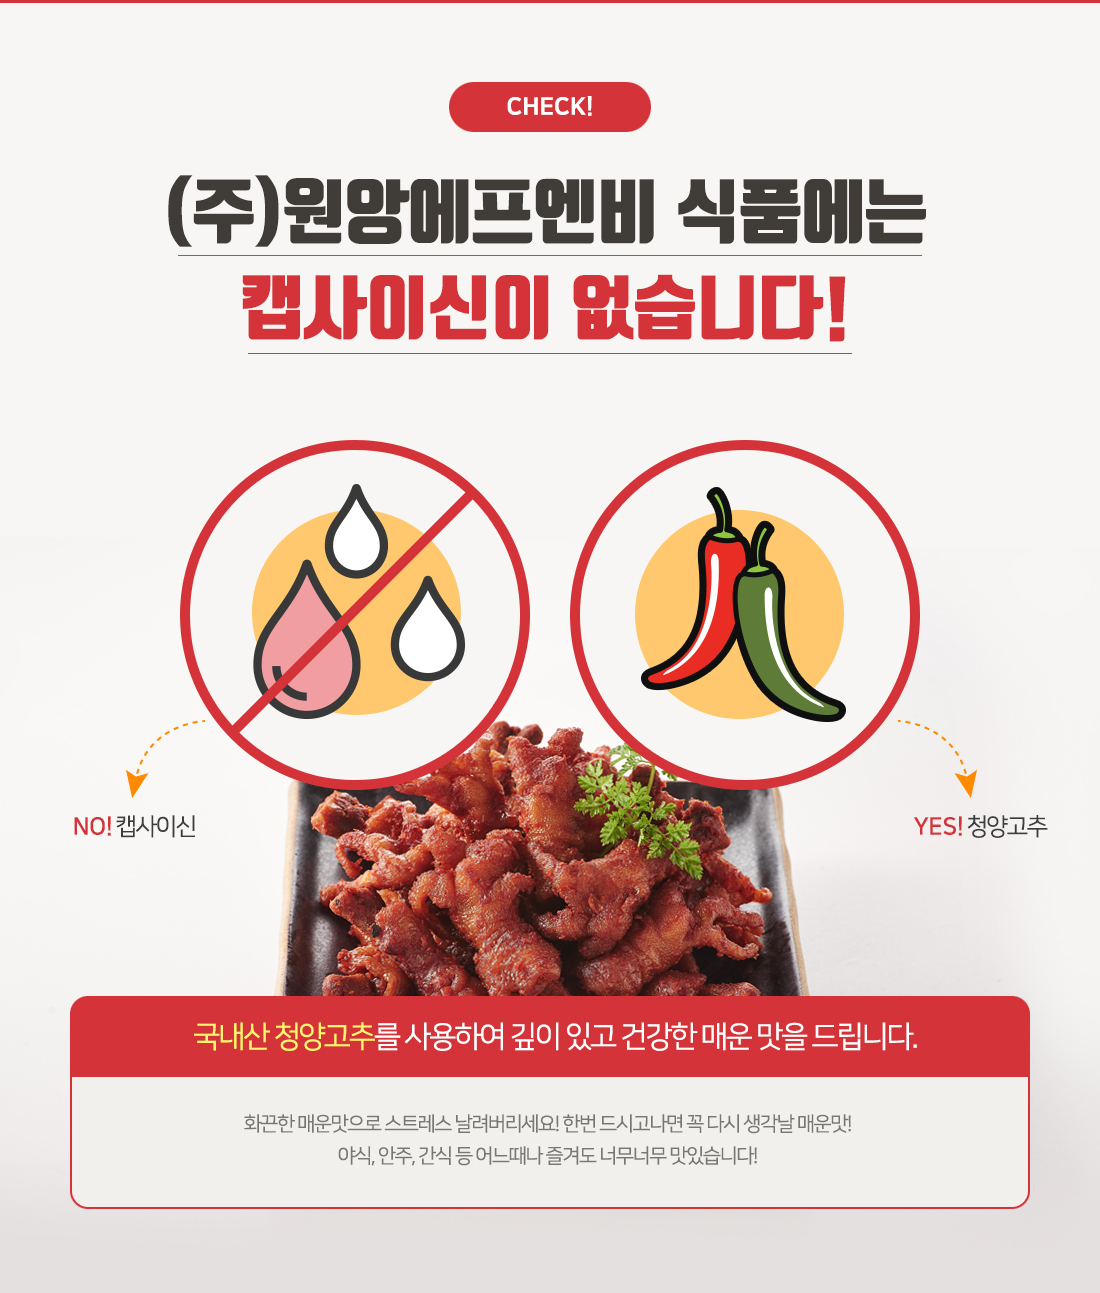 CHECK!
(주)원앙에프엔비 식품에는
캡사이신이 없습니다!
NO! 캡사이신
YES! 청양고추
국내산 청양고추를 사용하여 깊이 있고 건강한 매운 맛을 드립니다.
화끈한 매운맛으로 스트레스 날려버리세요! 한번 드시고나면 꼭 다시 생각날 매운맛!
야식, 안주, 간식 등 어느때나 즐겨도 너무너무 맛있습니다!